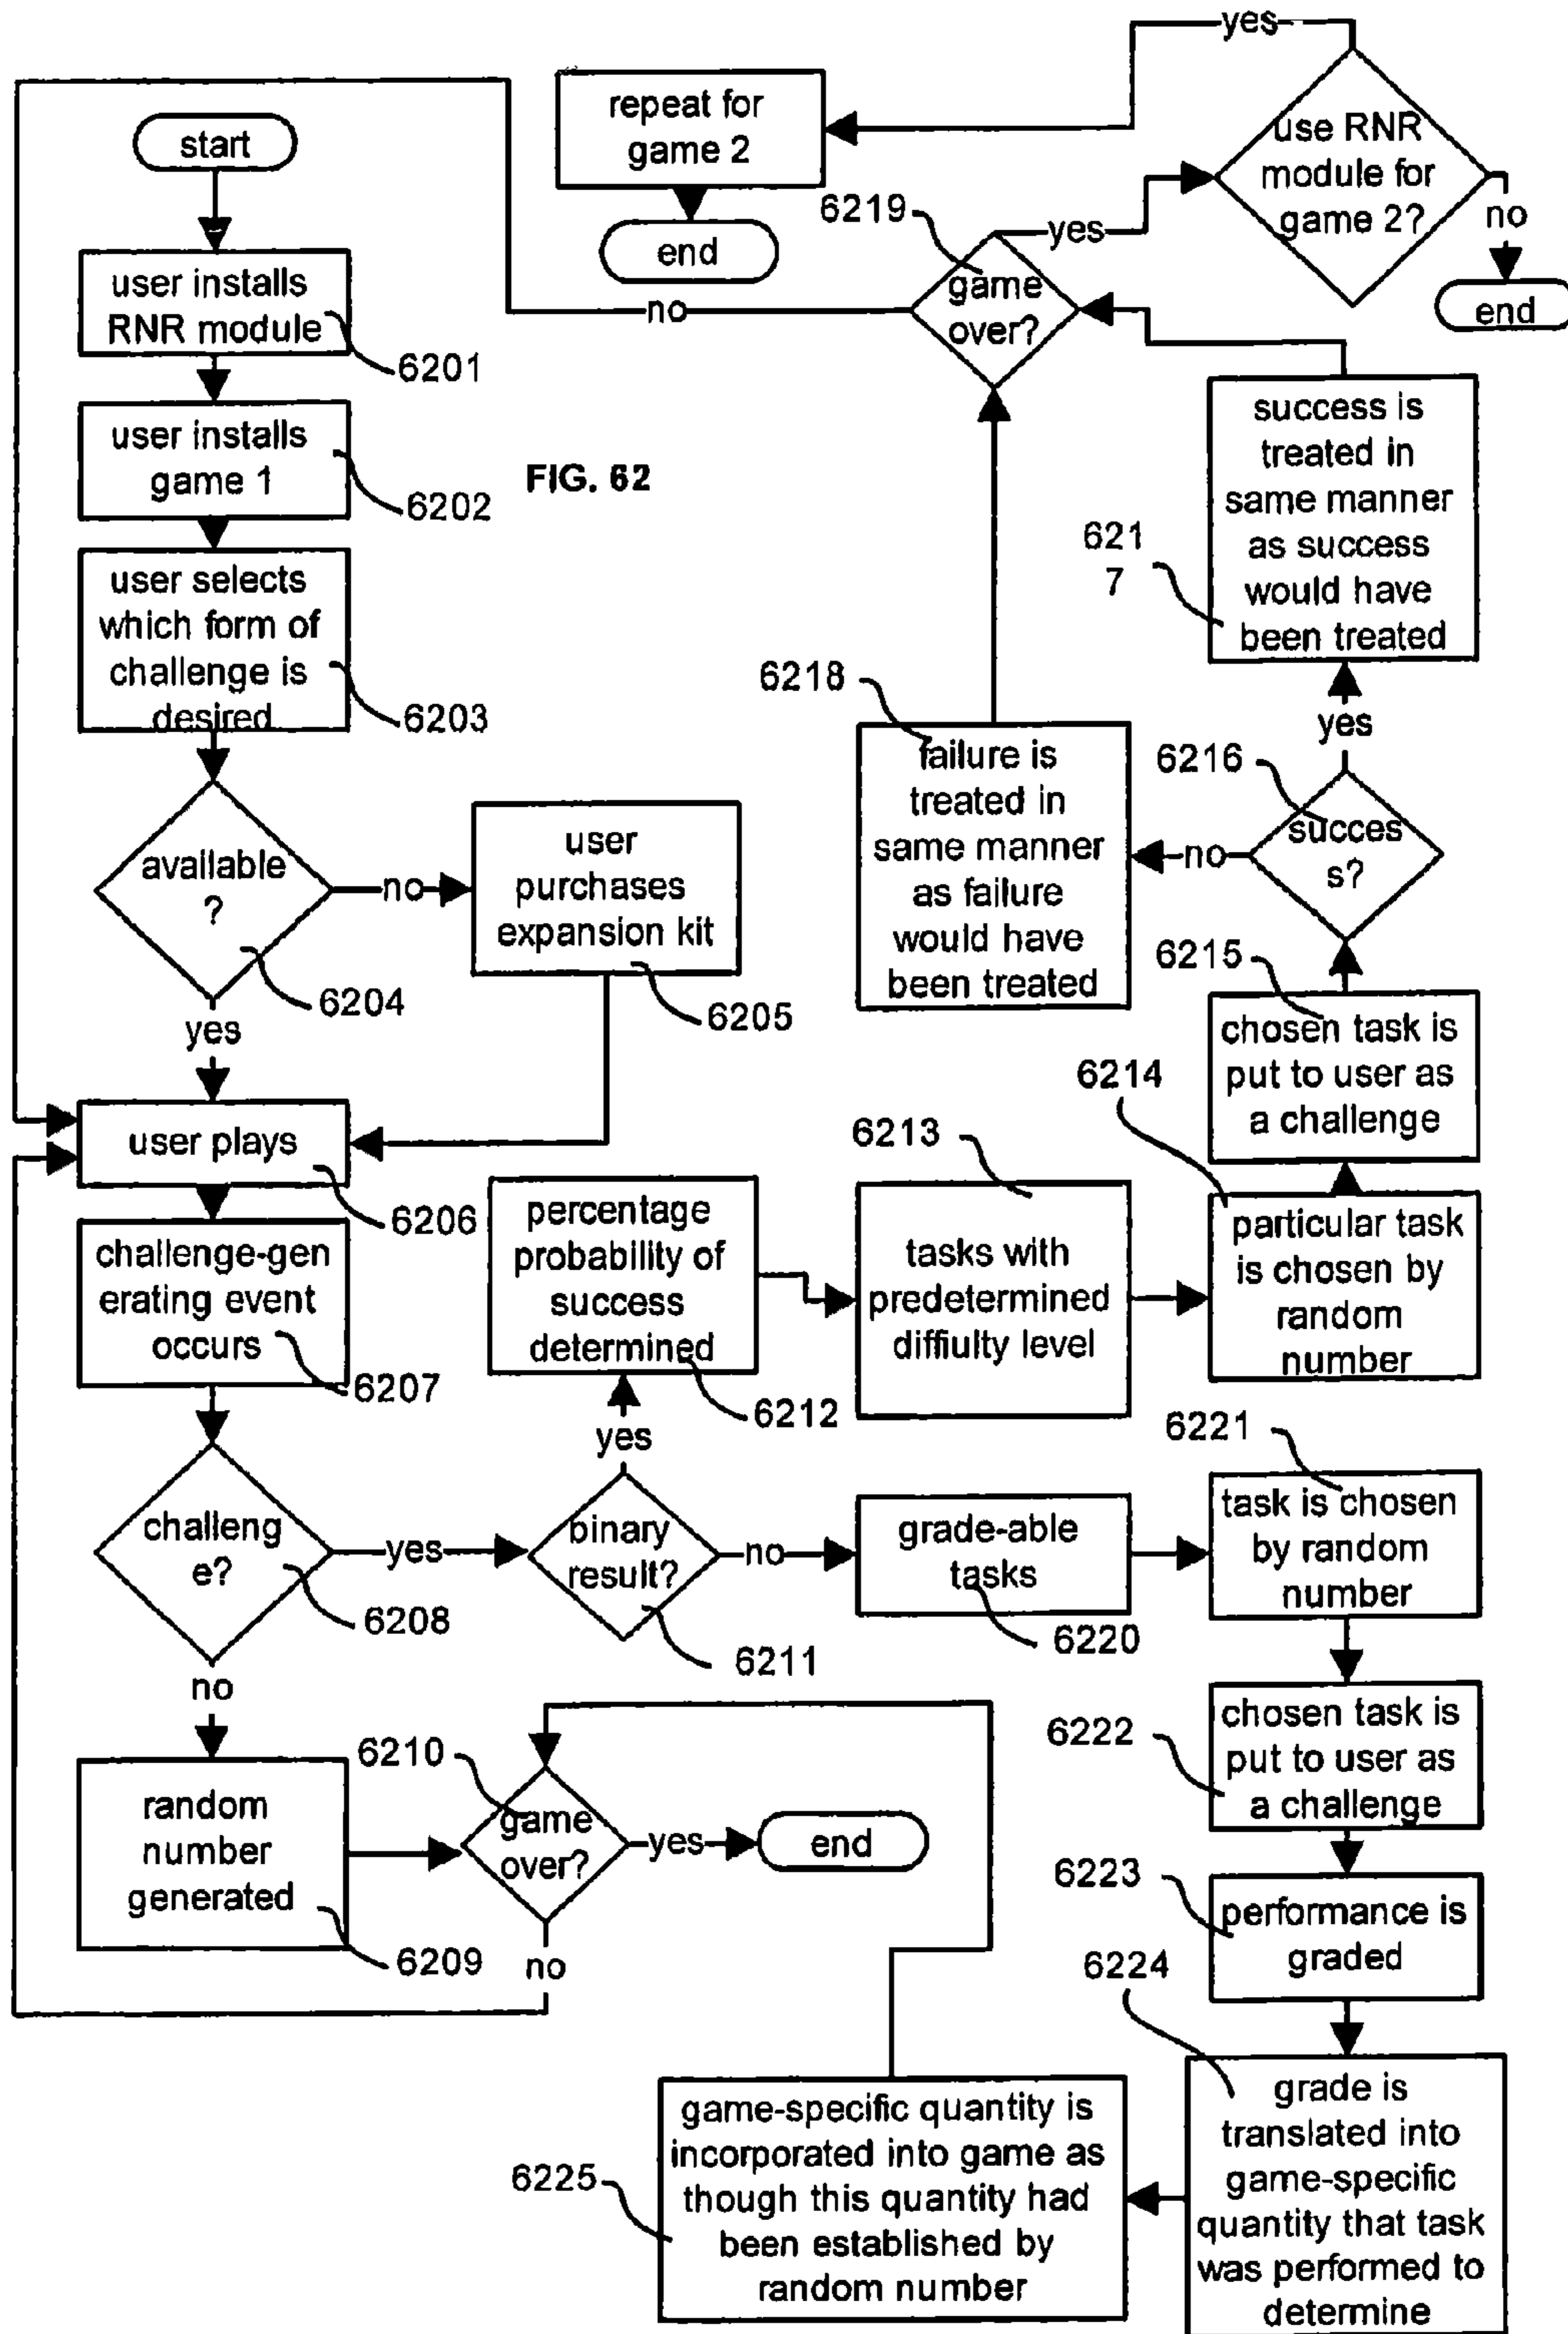 start
user installs
RNR module
6201
user installs
game 1
6202
FIG. 62
user selects
which form of
challenge is
desired
6203
available
?
6204
no
user
purchases
expansion kit
6205
yes
user plays
6206
challenge-gen
erating event
occurs
6207
challeng
e?
6208
yes
no
random
number
generated
6209
6210
game
over?
yes
end
no
binary
result?
6211
yes
percentage
probability of
success
determined
6212
6213
tasks with
predetermined
diffiulty level
6214
particular task
is chosen by
random
number
6215
chosen task is
put to user as
a challenge
6216
succes
s?
yes
621
7
success is
treated in
same manner
as success
would have
been treated
no
6218
failure is
treated in
same manner
as failure
would have
been treated
6219
game
over?
no
yes
use RNR
module for
game 2?
yes
repeat for
game 2
end
no
end
no
grade-able
tasks
6220
6221
task is chosen
by random
number
6222
chosen task is
put to user as
a challenge
6223
performance is
graded
6224
grade is
translated into
game-specific
quantity that task
was performed to
determine
6225
game-specific quantity is
incorporated into game as
though this quantity had
been established by
random number